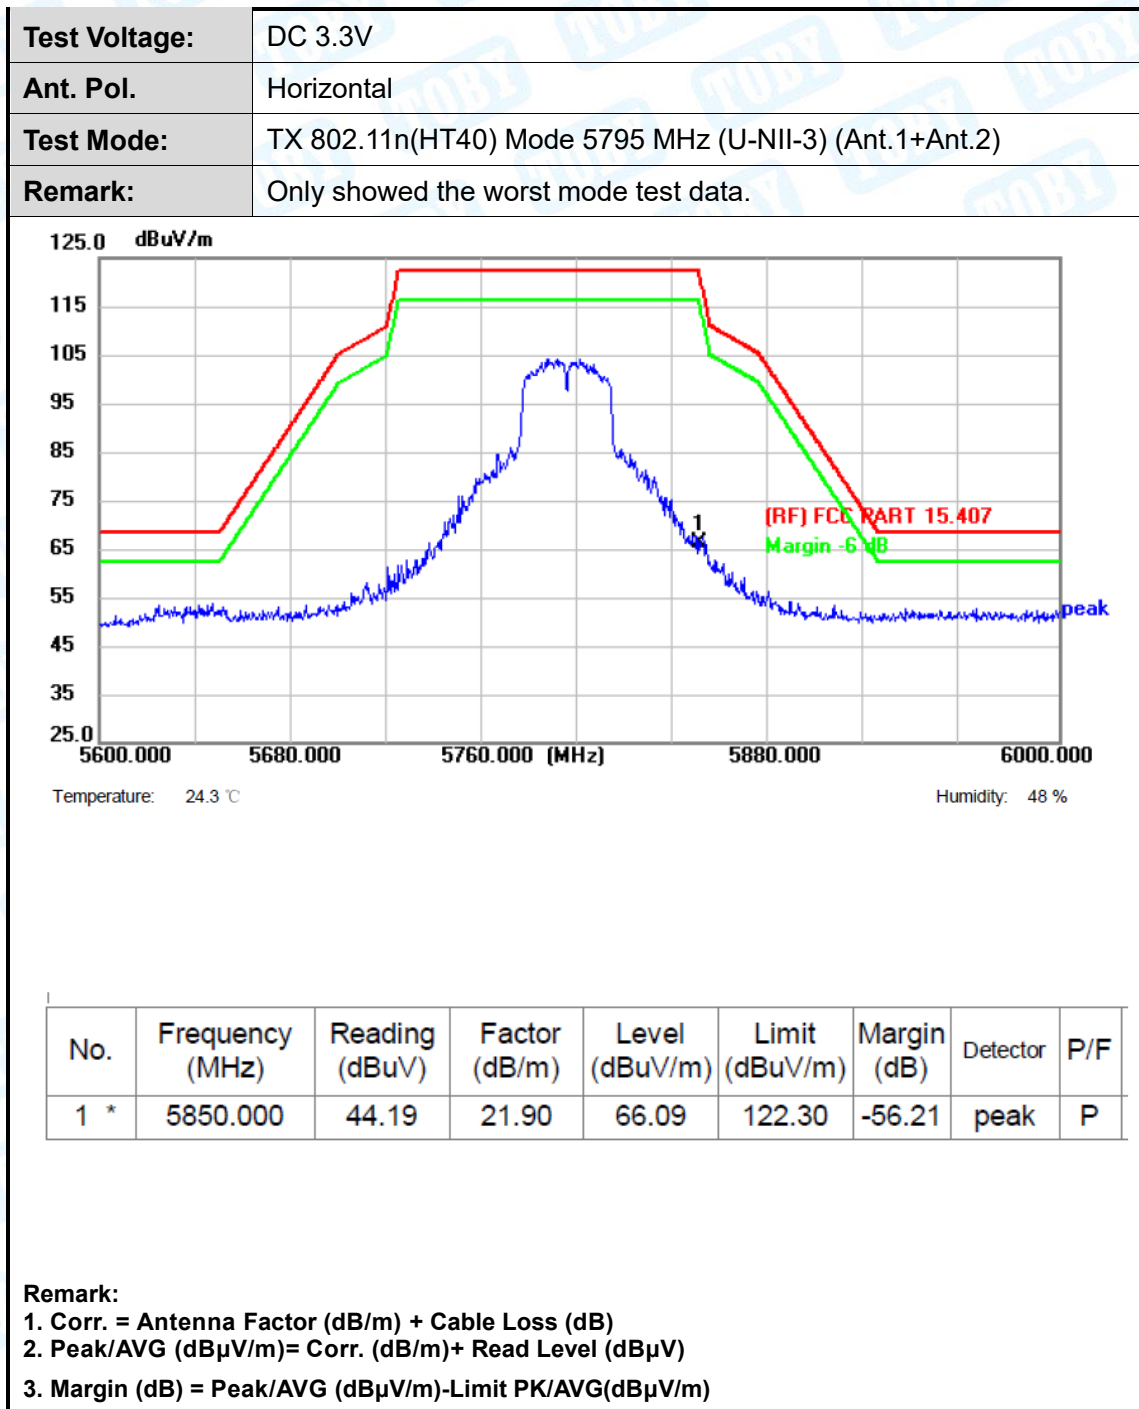 Test Voltage: DC 3.3V
Ant. Pol. Horizontal
Test Mode: TX 802.11n(HT40) Mode 5795 MHz (U-NII-3) (Ant.1+Ant.2)
Remark: Only showed the worst mode test data.
125.0 dBuV/m
115
105
95
85
75
65
55
45
35
25.0
1
(RF) FCC PART 15.407
Margin -6 dB
peak
5600.000 5680.000 5760.000 (MHz) 5880.000 6000.000
Temperature: 24.3 ℃ Humidity: 48 %
No. Frequency (MHz) Reading (dBuV) Factor (dB/m) Level (dBuV/m) Limit (dBuV/m) Margin (dB) Detector P/F
1 * 5850.000 44.19 21.90 66.09 122.30 -56.21 peak P
Remark:
1. Corr. = Antenna Factor (dB/m) + Cable Loss (dB)
2. Peak/AVG (dBµV/m)= Corr. (dB/m)+ Read Level (dBµV)
3. Margin (dB) = Peak/AVG (dBµV/m)-Limit PK/AVG(dBµV/m)
TOBY